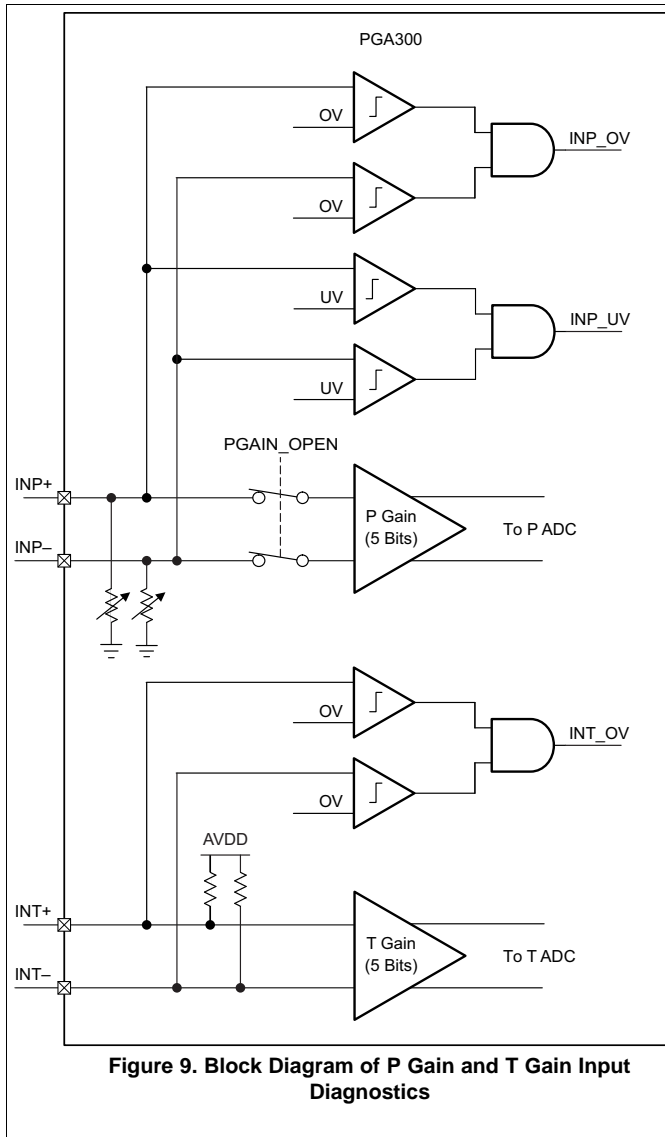 PGA300
OV
INP_OV
OV
UV
INP_UV
UV
PGAIN_OPEN
INP+
P Gain
(5 Bits)
To P ADC
INP–
OV
INT_OV
OV
AVDD
INT+
T Gain
(5 Bits)
To T ADC
INT–
Figure 9. Block Diagram of P Gain and T Gain Input
Diagnostics